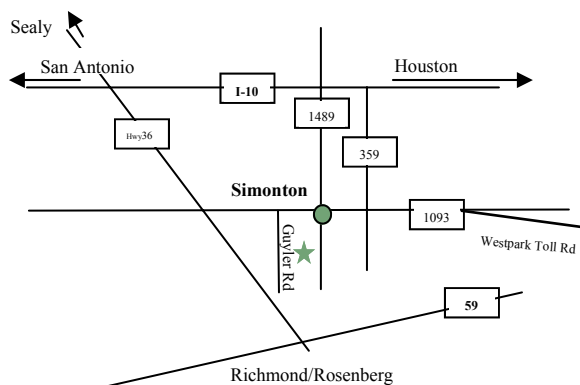 Sealy
San Antonio
Houston
I-10
1489
Hwy36
359
Simonton
1093
Guyler Rd
Westpark Toll Rd
59
Richmond/Rosenberg